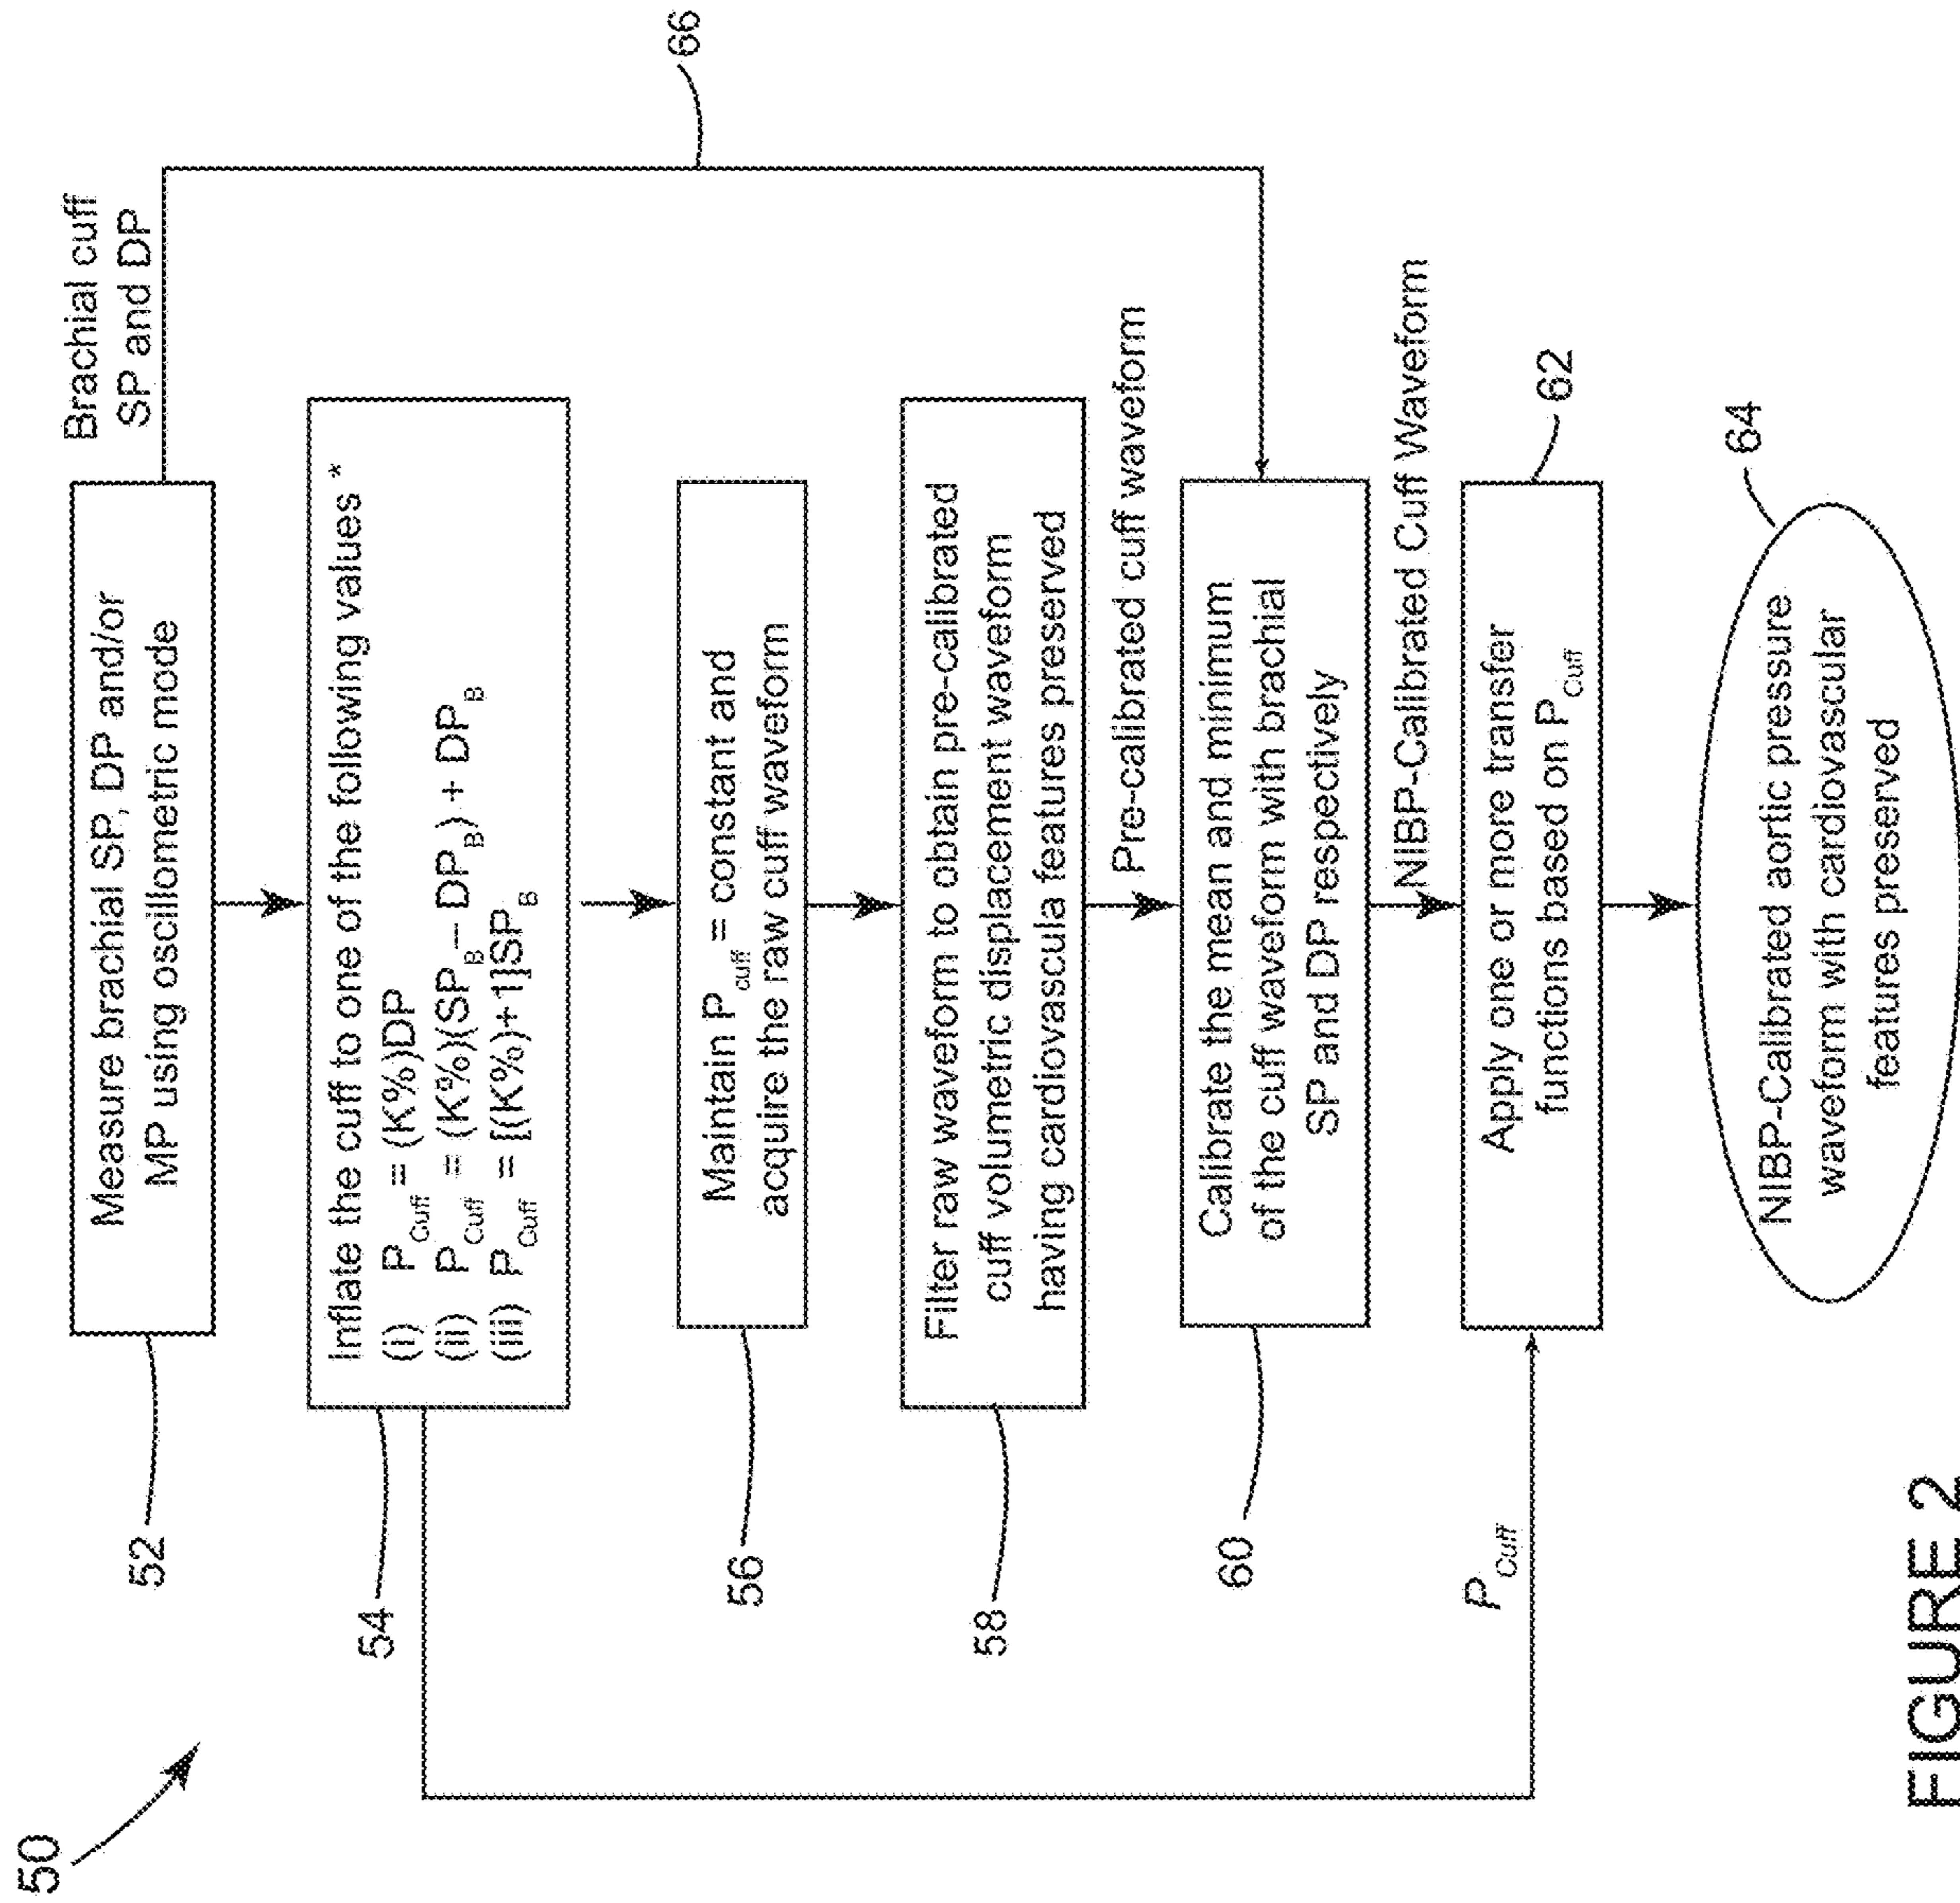 50
Brachial cuff
SP and DP
52
Measure brachial SP, DP and/or
MP using oscillometric mode
66
54
Inflate the cuff to one of the following values *
(i) P_Cuff = (K%)DP
(ii) P_Cuff = (K%)(SP_B – DP_B) + DP_B
(iii) P_Cuff = [(K%)+1]SP_B
56
Maintain P_cuff = constant and
acquire the raw cuff waveform
58
Filter raw waveform to obtain pre-calibrated
cuff volumetric displacement waveform
having cardiovascula features preserved
Pre-calibrated cuff waveform
60
Calibrate the mean and minimum
of the cuff waveform with brachial
SP and DP respectively
NIBP-Calibrated Cuff Waveform
P_Cuff
Apply one or more transfer
functions based on P_Cuff
62
64
NIBP-Calibrated aortic pressure
waveform with cardiovascular
features preserved
FIGURE 2